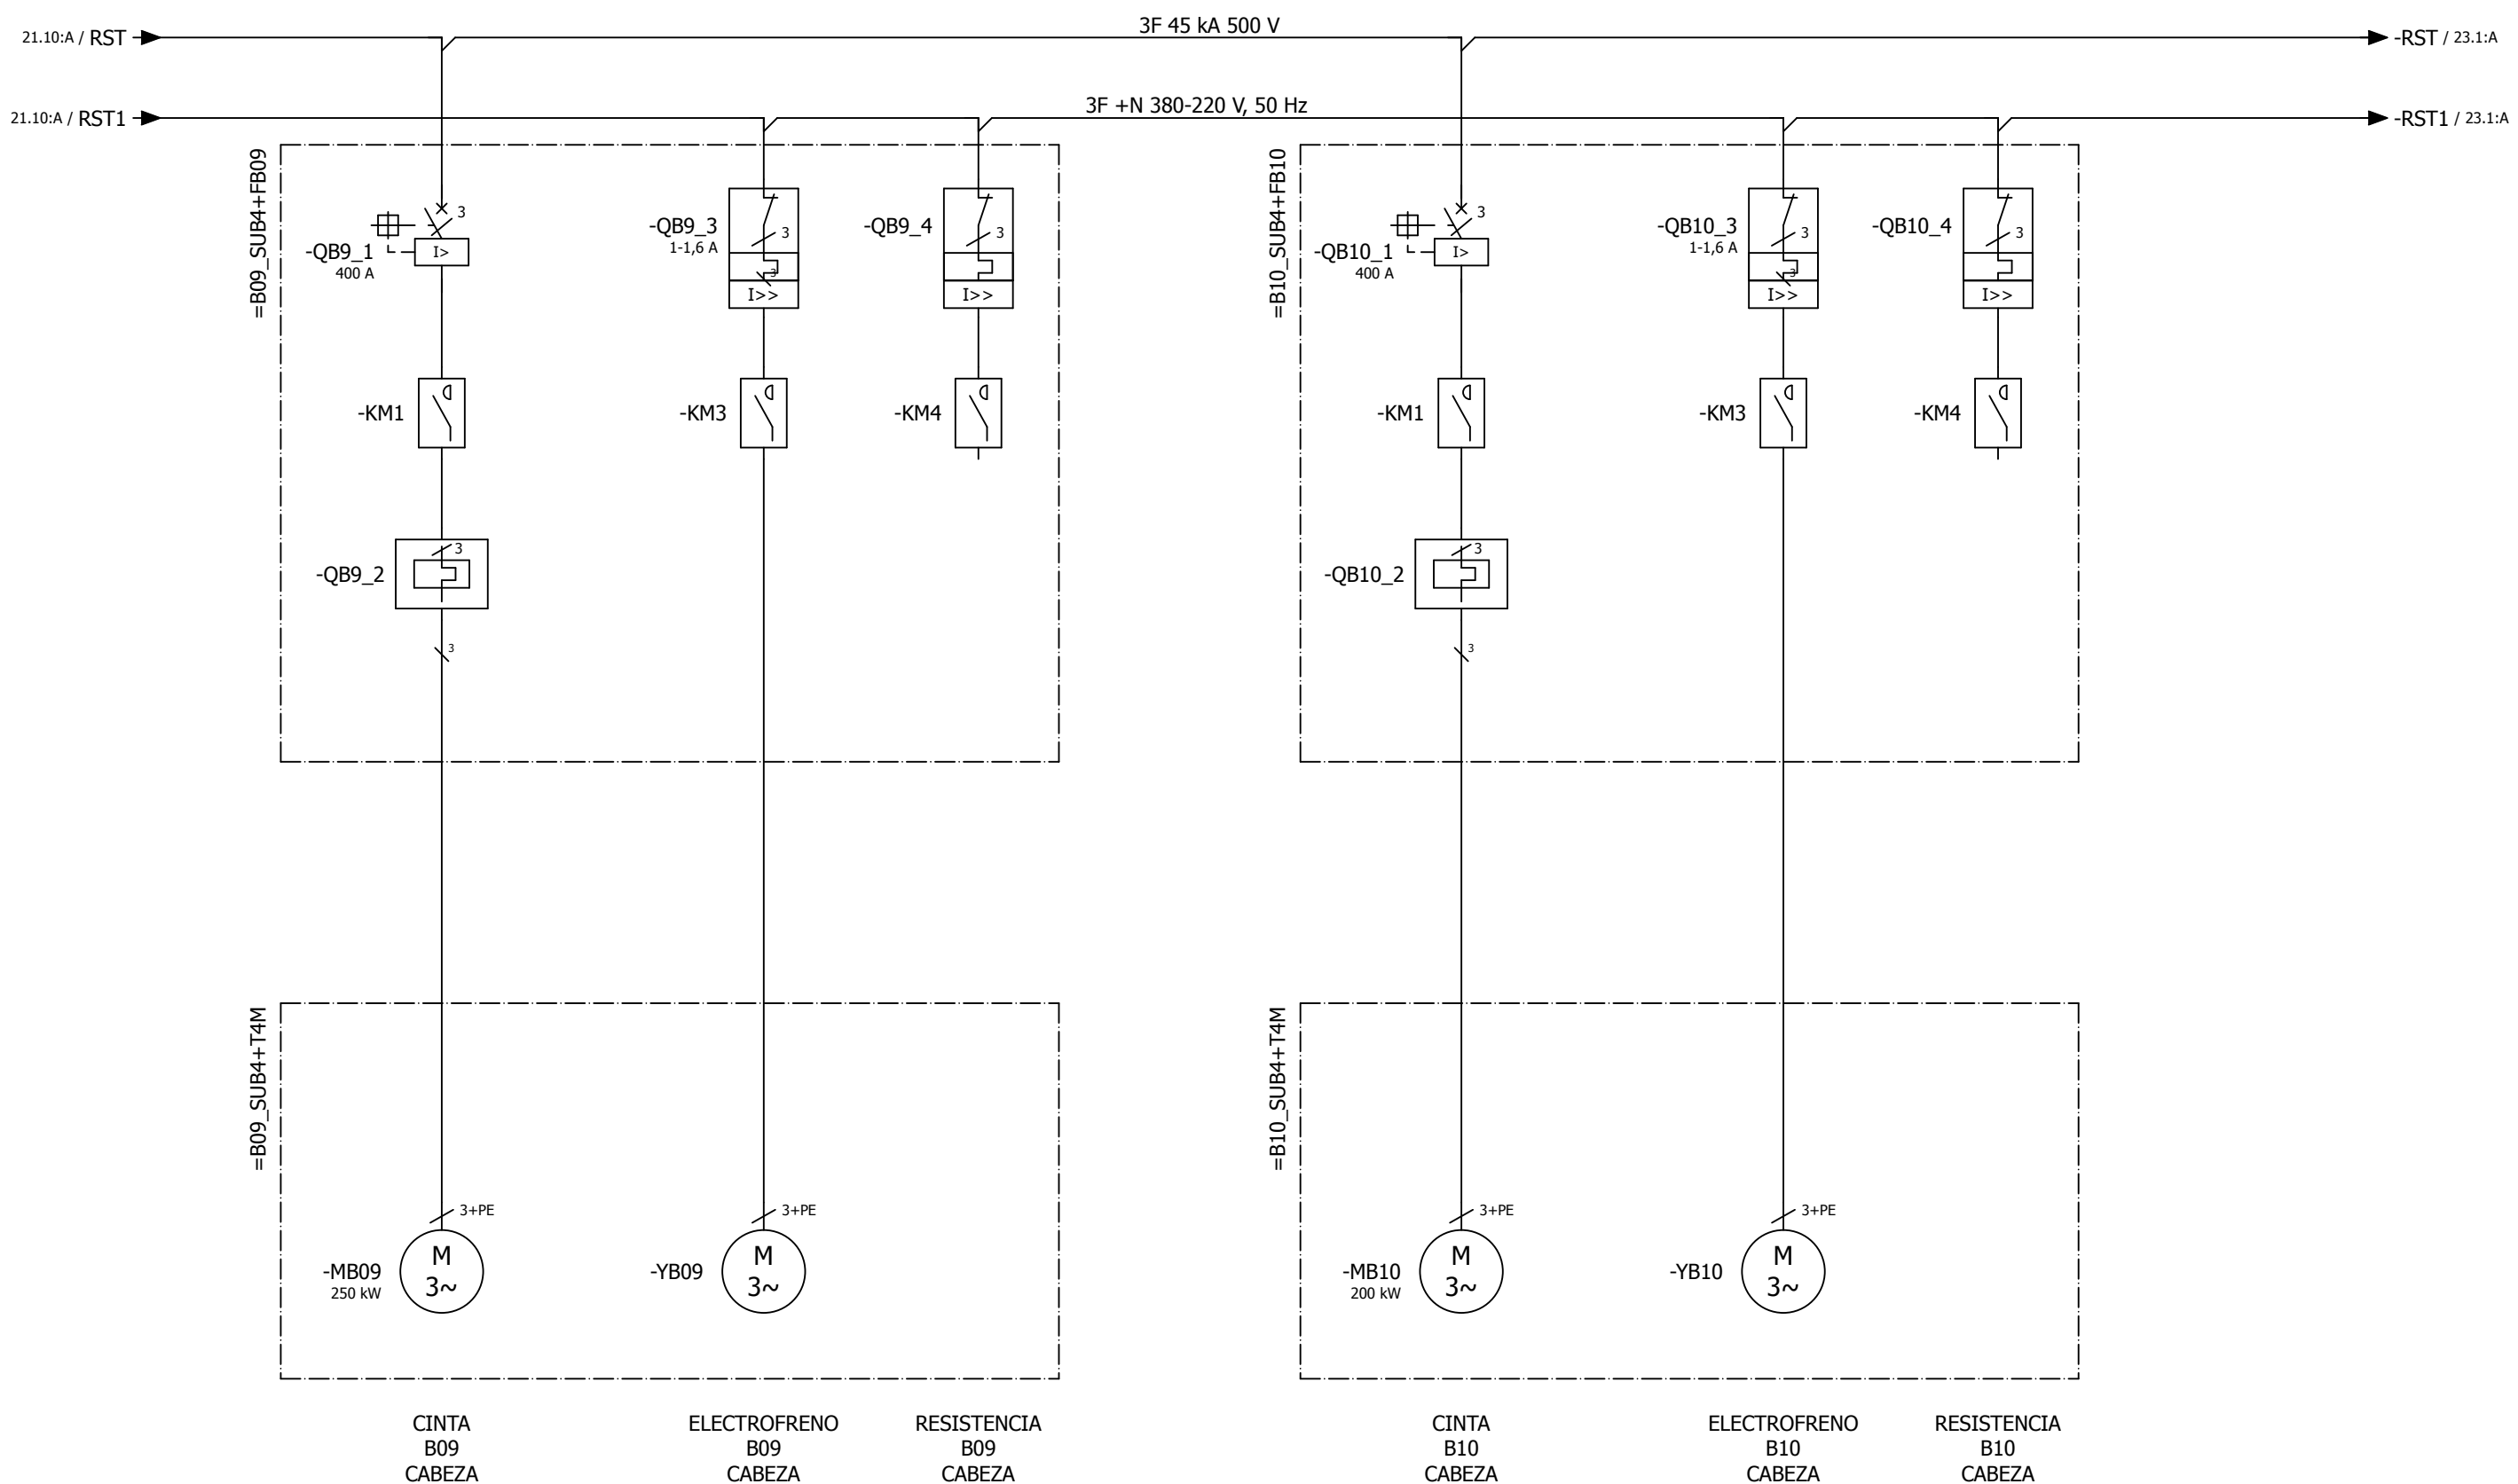 3F 45 kA 500 V
21.10:A / RST
-RST / 23.1:A
3F +N 380-220 V, 50 Hz
21.10:A / RST1
-RST1 / 23.1:A
=B09_SUB4+FB09
-QB9_1
400 A
3
I>
-QB9_3
1-1,6 A
3
3
I>>
-QB9_4
3
I>>
-KM1
-KM3
-KM4
-QB9_2
3
3
=B10_SUB4+FB10
-QB10_1
400 A
3
I>
-QB10_3
1-1,6 A
3
3
I>>
-QB10_4
3
I>>
-KM1
-KM3
-KM4
-QB10_2
3
3
=B09_SUB4+T4M
3+PE
-MB09
250 kW
M
3~
3+PE
-YB09
M
3~
=B10_SUB4+T4M
3+PE
-MB10
200 kW
M
3~
3+PE
-YB10
M
3~
CINTA
B09
CABEZA
ELECTROFRENO
B09
CABEZA
RESISTENCIA
B09
CABEZA
CINTA
B10
CABEZA
ELECTROFRENO
B10
CABEZA
RESISTENCIA
B10
CABEZA